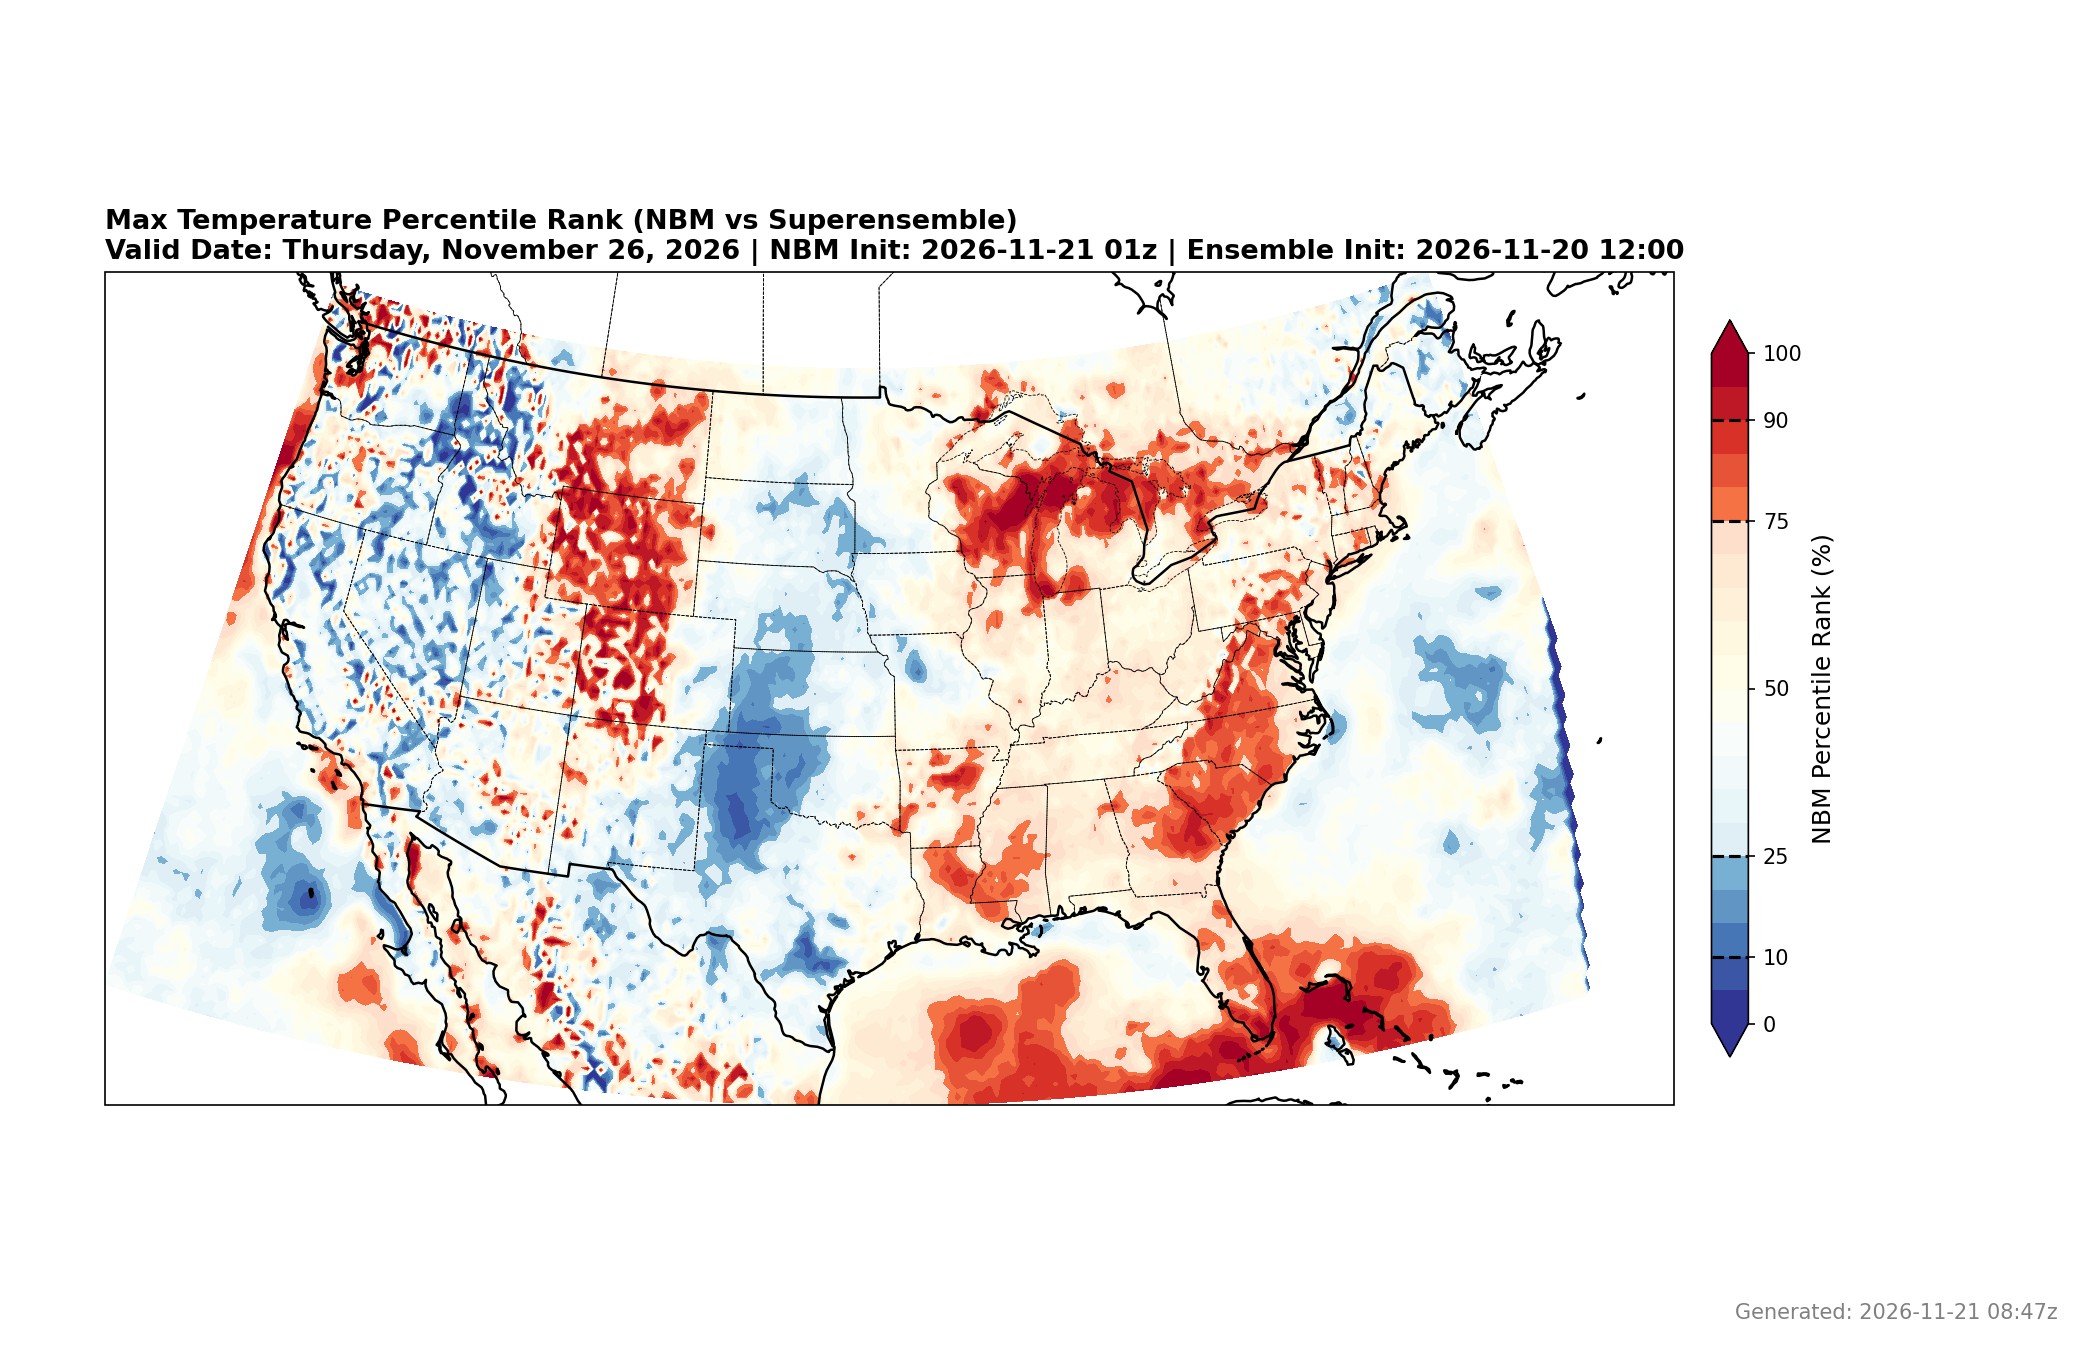 Max Temperature Percentile Rank (NBM vs Superensemble)
Valid Date: Thursday, November 26, 2026 | NBM Init: 2026-11-21 01z | Ensemble Init: 2026-11-20 12:00
100
90
75
50
25
10
0
NBM Percentile Rank (%)
Generated: 2026-11-21 08:47z